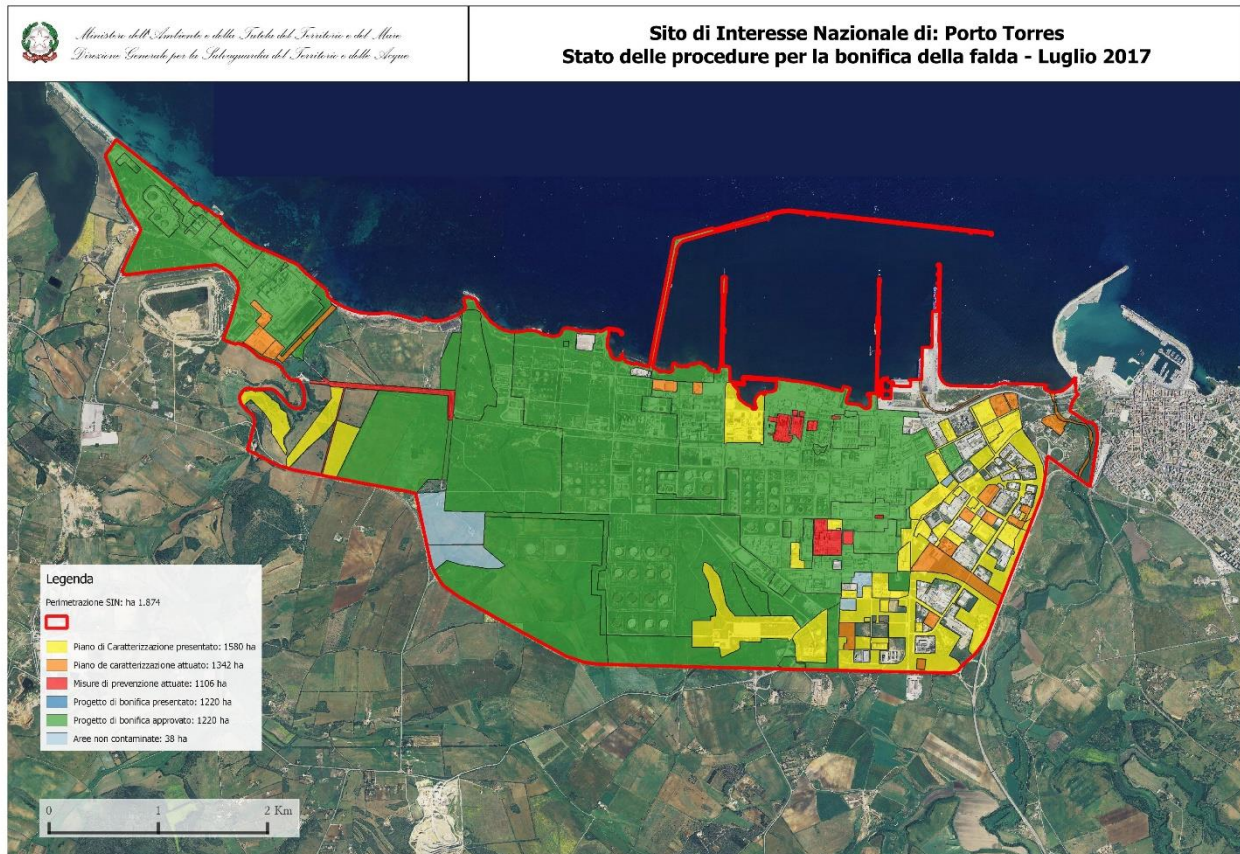 Ministero dell'Ambiente e della Tutela del Territorio e del Mare
Direzione Generale per la Salvaguardia del Territorio e delle Acque
Sito di Interesse Nazionale di: Porto Torres
Stato delle procedure per la bonifica della falda - Luglio 2017
Legenda
Perimetrazione SIN: ha 1.874
Piano di Caratterizzazione presentato: 1580 ha
Piano de caratterizzazione attuato: 1342 ha
Misure di prevenzione attuate: 1106 ha
Progetto di bonifica presentato: 1220 ha
Progetto di bonifica approvato: 1220 ha
Aree non contaminate: 38 ha
0 1 2 Km